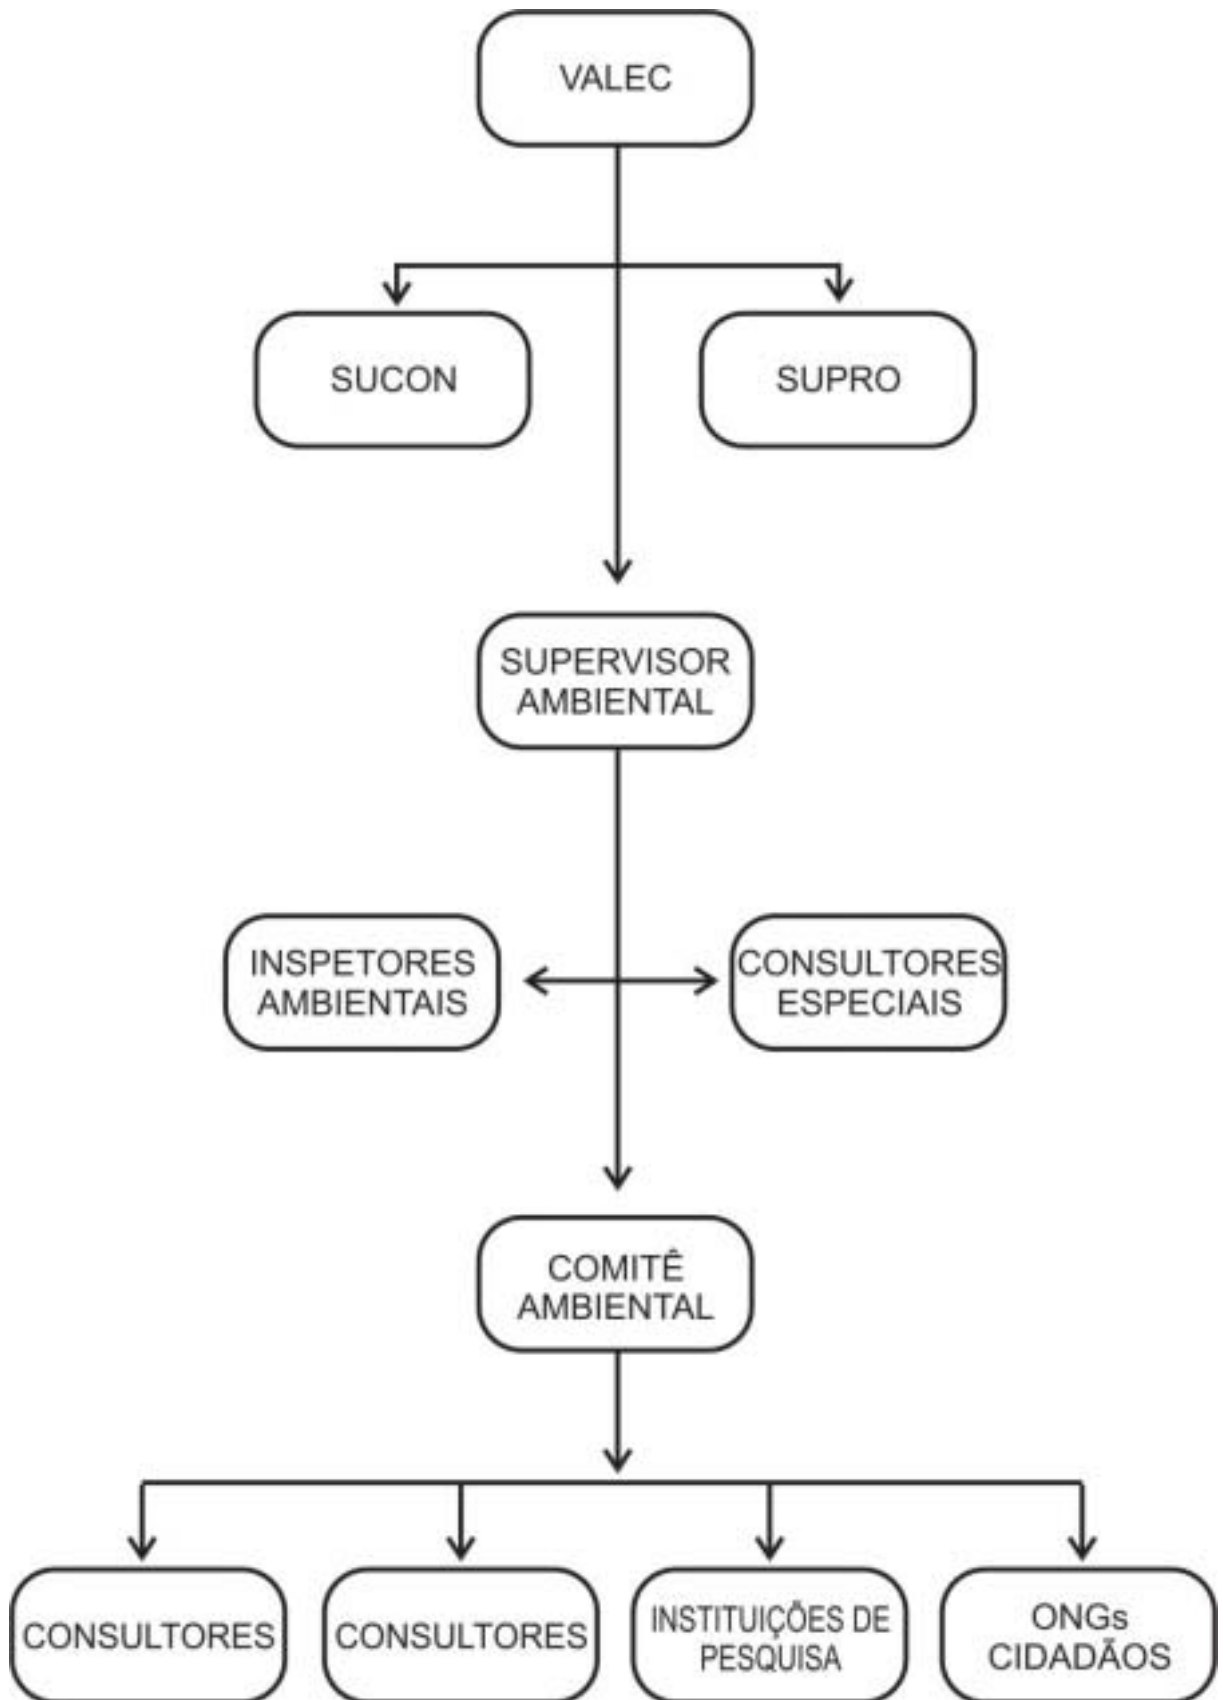 VALEC
SUCON
SUPRO
SUPERVISOR
AMBIENTAL
INSPETORES
AMBIENTAIS
CONSULTORES
ESPECIAIS
COMITÊ
AMBIENTAL
CONSULTORES
CONSULTORES
INSTITUIÇÕES DE
PESQUISA
ONGs
CIDADÃOS